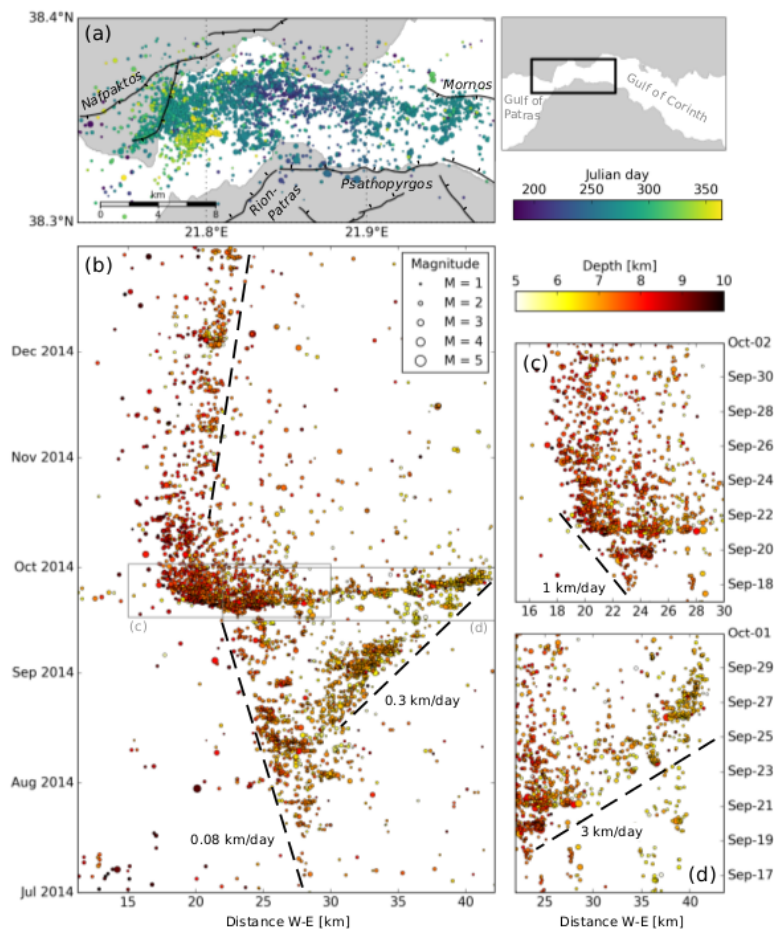 38.4°N
(a)
Nafpaktos
Mornos
km
0 4 8
Rion-
Patras
Psathopyrgos
38.3°N
21.8°E 21.9°E
Gulf of
Patras
Gulf of
Corinth
Julian day
200 250 300 350
(b)
Magnitude
M = 1
M = 2
M = 3
M = 4
M = 5
Dec 2014
Nov 2014
Oct 2014
Sep 2014
Aug 2014
Jul 2014
(c)
(d)
0.3 km/day
0.08 km/day
15 20 25 30 35 40
Distance W-E [km]
Depth [km]
5 6 7 8 9 10
(c)
Oct-02
Sep-30
Sep-28
Sep-26
Sep-24
Sep-22
Sep-20
Sep-18
1 km/day
16 18 20 22 24 26 28 30
Oct-01
Sep-29
Sep-27
Sep-25
Sep-23
Sep-21
Sep-19
Sep-17
3 km/day
(d)
25 30 35 40
Distance W-E [km]